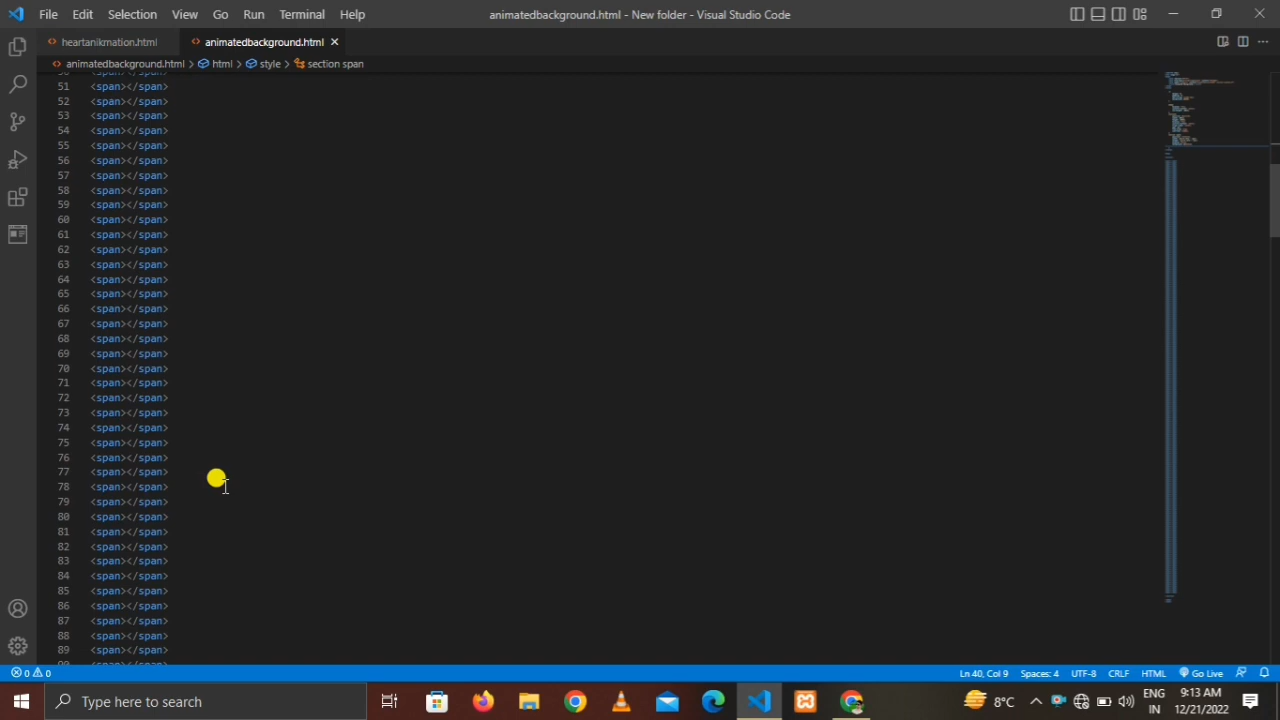 File Edit Selection View Go Run Terminal Help animatedbackground.html - New folder - Visual Studio Code
heartanikmation.html animatedbackground.html
animatedbackground.html > html > style > section span
50 <span></span>
51 <span></span>
52 <span></span>
53 <span></span>
54 <span></span>
55 <span></span>
56 <span></span>
57 <span></span>
58 <span></span>
59 <span></span>
60 <span></span>
61 <span></span>
62 <span></span>
63 <span></span>
64 <span></span>
65 <span></span>
66 <span></span>
67 <span></span>
68 <span></span>
69 <span></span>
70 <span></span>
71 <span></span>
72 <span></span>
73 <span></span>
74 <span></span>
75 <span></span>
76 <span></span>
77 <span></span>
78 <span></span>
79 <span></span>
80 <span></span>
81 <span></span>
82 <span></span>
83 <span></span>
84 <span></span>
85 <span></span>
86 <span></span>
87 <span></span>
88 <span></span>
89 <span></span>
90 <span></span>
0 0 Ln 40, Col 9 Spaces: 4 UTF-8 CRLF HTML Go Live
Type here to search 8°C ENG 9:13 AM
IN 12/21/2022